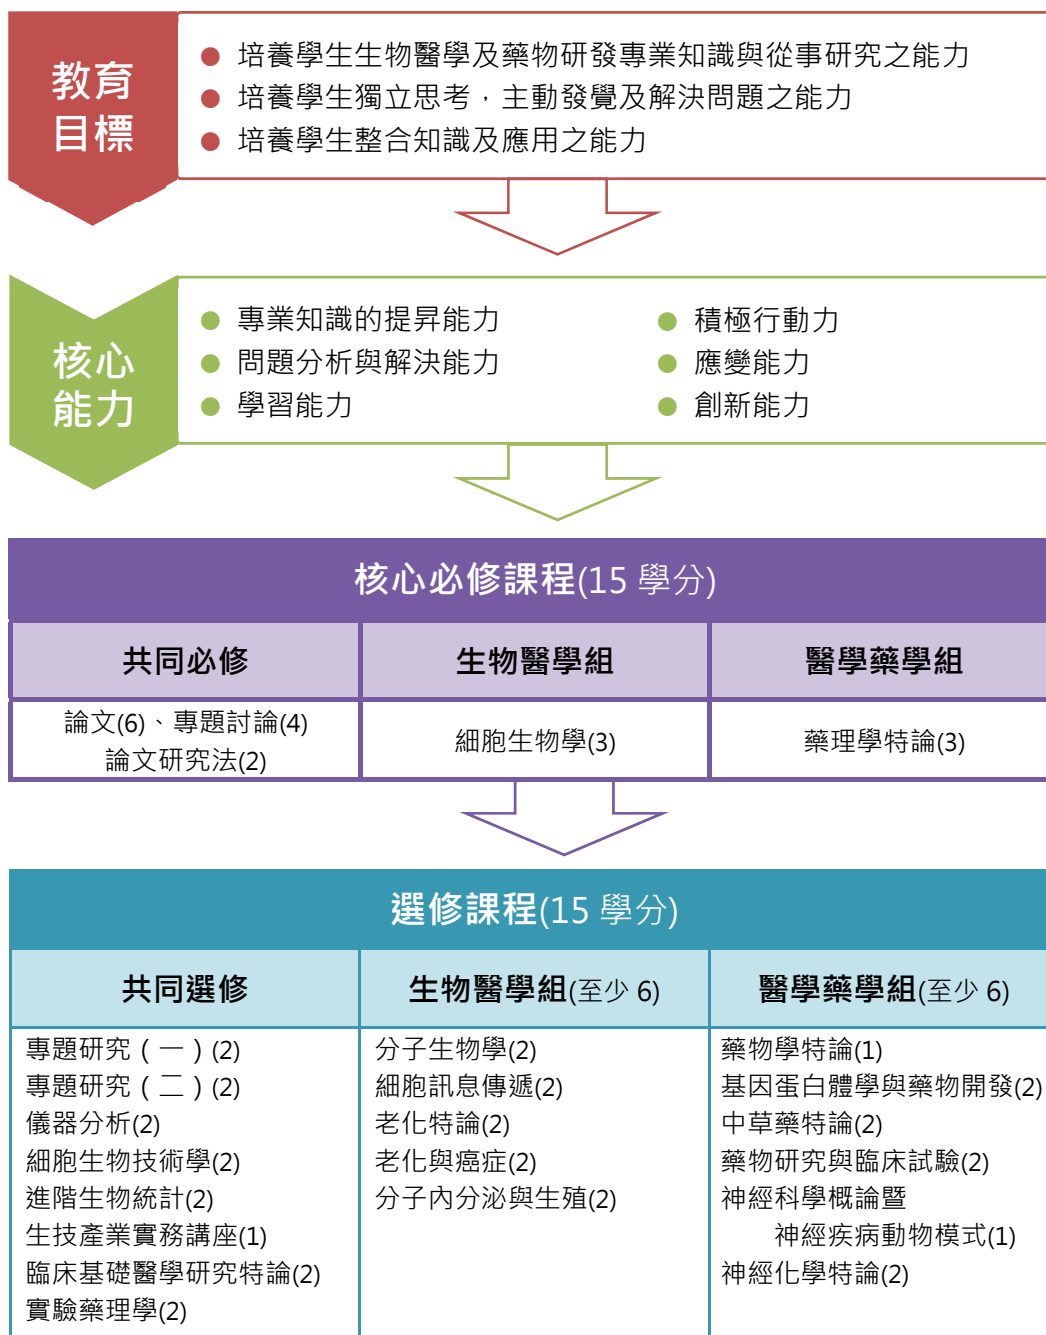 教育
目標
● 培養學生生物醫學及藥物研發專業知識與從事研究之能力
● 培養學生獨立思考，主動發覺及解決問題之能力
● 培養學生整合知識及應用之能力
核心
能力
● 專業知識的提昇能力
● 問題分析與解決能力
● 學習能力
● 積極行動力
● 應變能力
● 創新能力
核心必修課程(15 學分)
共同必修
生物醫學組
醫學藥學組
論文(6)、專題討論(4)
論文研究法(2)
細胞生物學(3)
藥理學特論(3)
選修課程(15 學分)
共同選修
生物醫學組(至少 6)
醫學藥學組(至少 6)
專題研究（一）(2)
專題研究（二）(2)
儀器分析(2)
細胞生物技術學(2)
進階生物統計(2)
生技產業實務講座(1)
臨床基礎醫學研究特論(2)
實驗藥理學(2)
分子生物學(2)
細胞訊息傳遞(2)
老化特論(2)
老化與癌症(2)
分子內分泌與生殖(2)
藥物學特論(1)
基因蛋白體學與藥物開發(2)
中草藥特論(2)
藥物研究與臨床試驗(2)
神經科學概論暨
神經疾病動物模式(1)
神經化學特論(2)